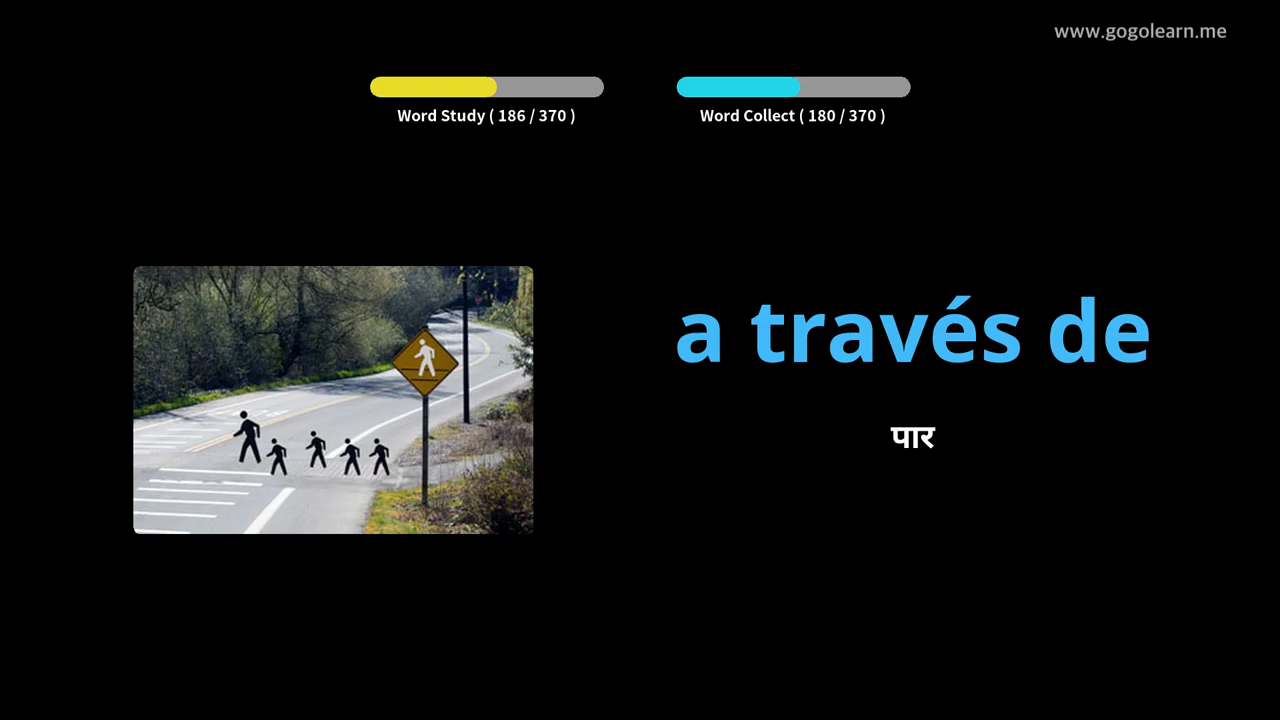 www.gogolearn.me
Word Study ( 186 / 370 )
Word Collect ( 180 / 370 )
a través de
पार